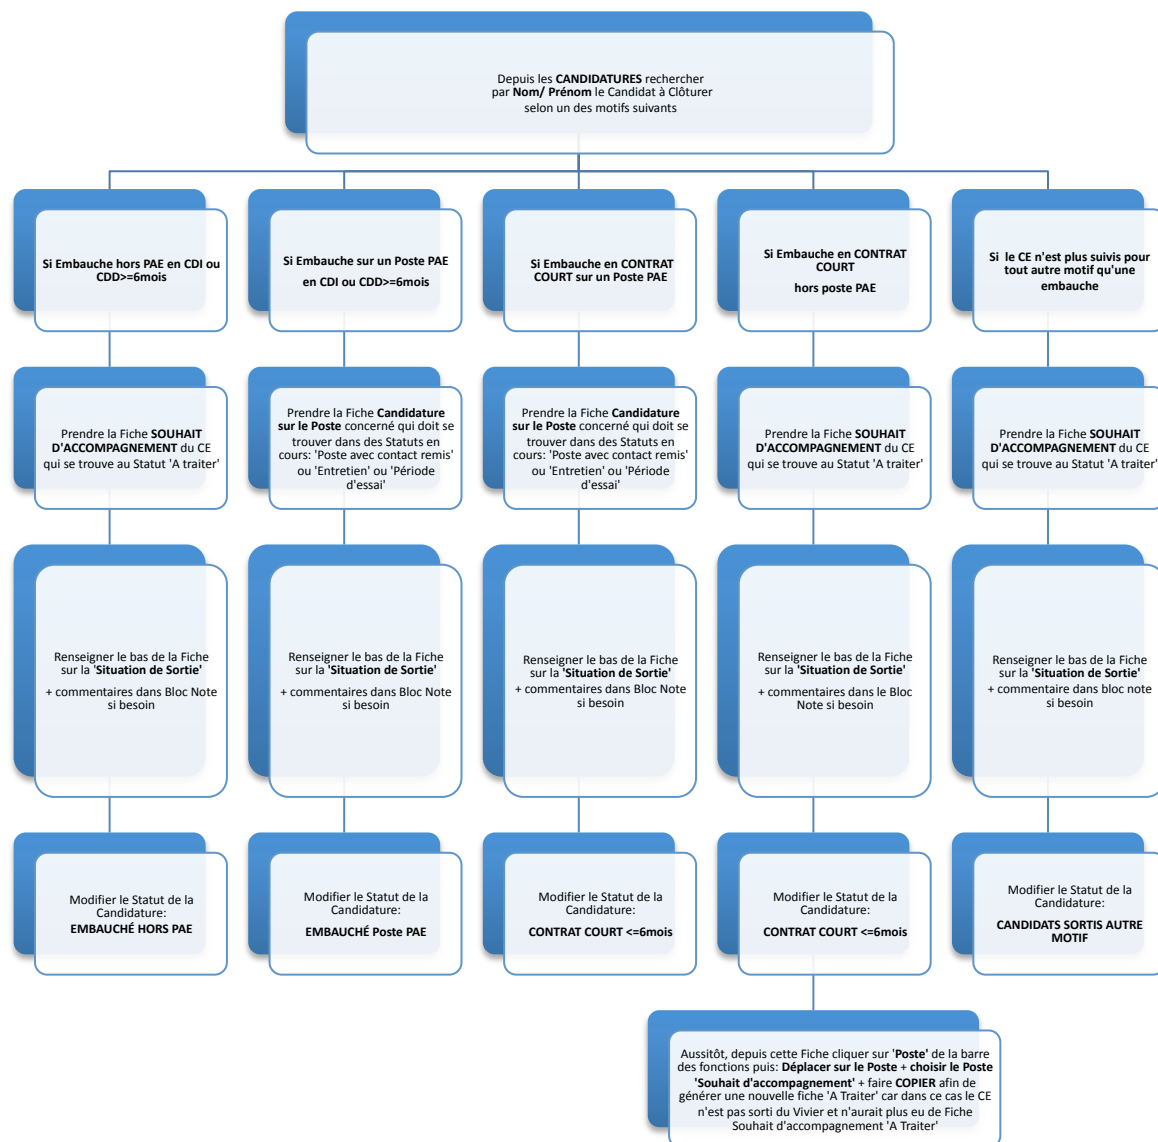 Depuis les CANDIDATURES rechercher
par Nom/ Prénom le Candidat à Clôturer
selon un des motifs suivants
Si Embauche hors PAE en CDI ou
CDD>=6mois
Prendre la Fiche SOUHAIT
D'ACCOMPAGNEMENT du CE
qui se trouve au Statut 'A traiter'
Renseigner le bas de la Fiche
sur la 'Situation de Sortie'
+ commentaires dans Bloc Note
si besoin
Modifier le Statut de la
Candidature:
EMBAUCHÉ HORS PAE
Si Embauche sur un Poste PAE
en CDI ou CDD>=6mois
Prendre la Fiche Candidature
sur le Poste concerné qui doit se
trouver dans des Statuts en
cours: 'Poste avec contact remis'
ou 'Entretien' ou 'Période
d'essai'
Renseigner le bas de la Fiche
sur la 'Situation de Sortie'
+ commentaires dans Bloc Note
si besoin
Modifier le Statut de la
Candidature:
EMBAUCHÉ Poste PAE
Si Embauche en CONTRAT
COURT sur un Poste PAE
Prendre la Fiche Candidature
sur le Poste concerné qui doit se
trouver dans des Statuts en
cours: 'Poste avec contact remis'
ou 'Entretien' ou 'Période
d'essai'
Renseigner le bas de la Fiche
sur la 'Situation de Sortie'
+ commentaires dans Bloc Note
si besoin
Modifier le Statut de la
Candidature:
CONTRAT COURT <=6mois
Si Embauche en CONTRAT
COURT
hors poste PAE
Prendre la Fiche SOUHAIT
D'ACCOMPAGNEMENT du CE
qui se trouve au Statut 'A traiter'
Renseigner le bas de la Fiche
sur la 'Situation de Sortie'
+ commentaires dans le Bloc
Note si besoin
Modifier le Statut de la
Candidature:
CONTRAT COURT <=6mois
Aussitôt, depuis cette Fiche cliquer sur 'Poste' de la barre
des fonctions puis: Déplacer sur le Poste + choisir le Poste
'Souhait d'accompagnement' + faire COPIER afin de
générer une nouvelle fiche 'A Traiter' car dans ce cas le CE
n'est pas sorti du Vivier et n'aurait plus eu de Fiche
Souhait d'accompagnement 'A Traiter'
Si le CE n'est plus suivis pour
tout autre motif qu'une
embauche
Prendre la Fiche SOUHAIT
D'ACCOMPAGNEMENT du CE
qui se trouve au Statut 'A traiter'
Renseigner le bas de la Fiche
sur la 'Situation de Sortie'
+ commentaire dans bloc note
si besoin
Modifier le Statut de la
Candidature:
CANDIDATS SORTIS AUTRE
MOTIF